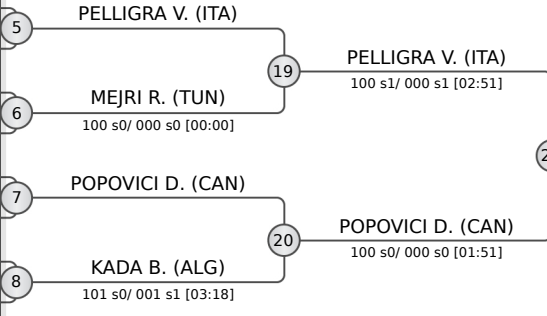 5
PELLIGRA V. (ITA)
19
PELLIGRA V. (ITA)
100 s1/ 000 s1 [02:51]
6
MEJRI R. (TUN)
100 s0/ 000 s0 [00:00]
7
POPOVICI D. (CAN)
20
POPOVICI D. (CAN)
100 s0/ 000 s0 [01:51]
8
KADA B. (ALG)
101 s0/ 001 s1 [03:18]